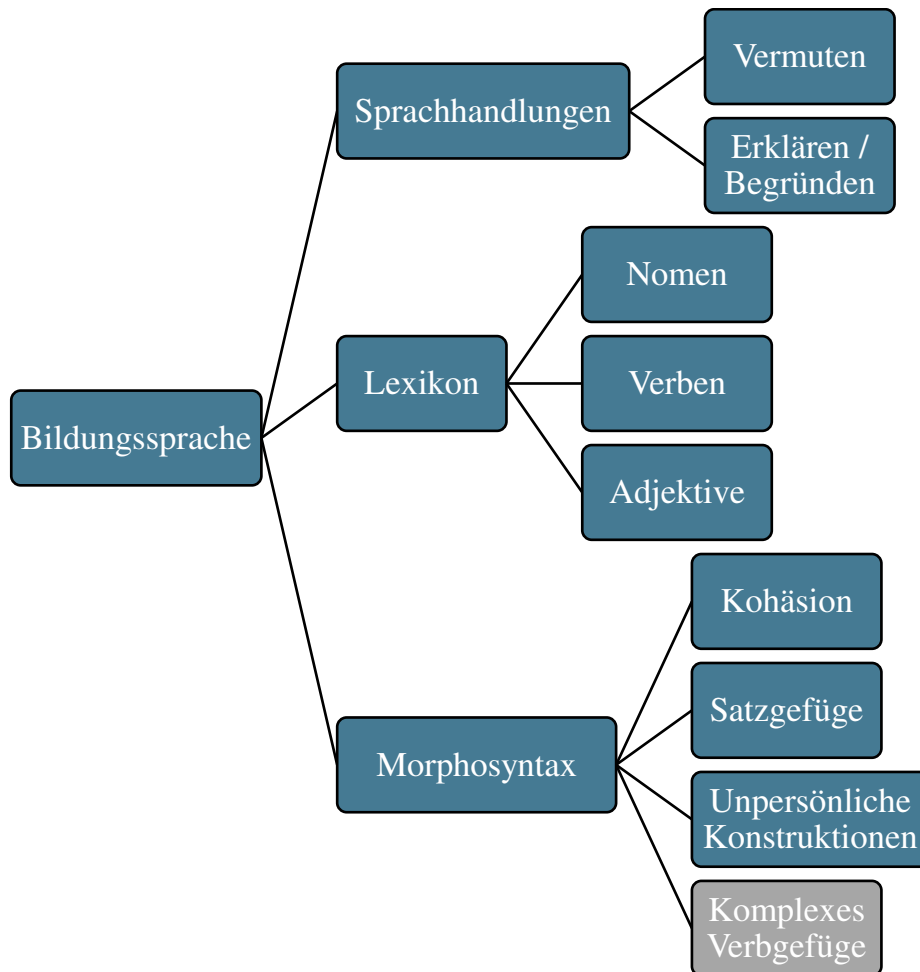 Bildungssprache
Sprachhandlungen
Vermuten
Erklären /
Begründen
Lexikon
Nomen
Verben
Adjektive
Morphosyntax
Kohäsion
Satzgefüge
Unpersönliche
Konstruktionen
Komplexes
Verbgefüge